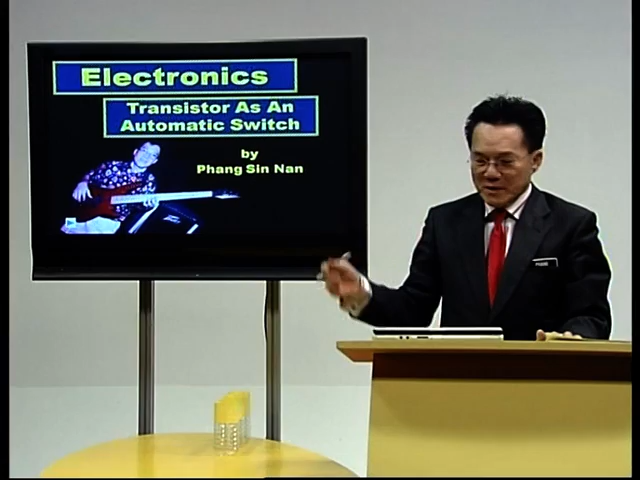 Electronics
Transistor As An
Automatic Switch
by
Phang Sin Nan